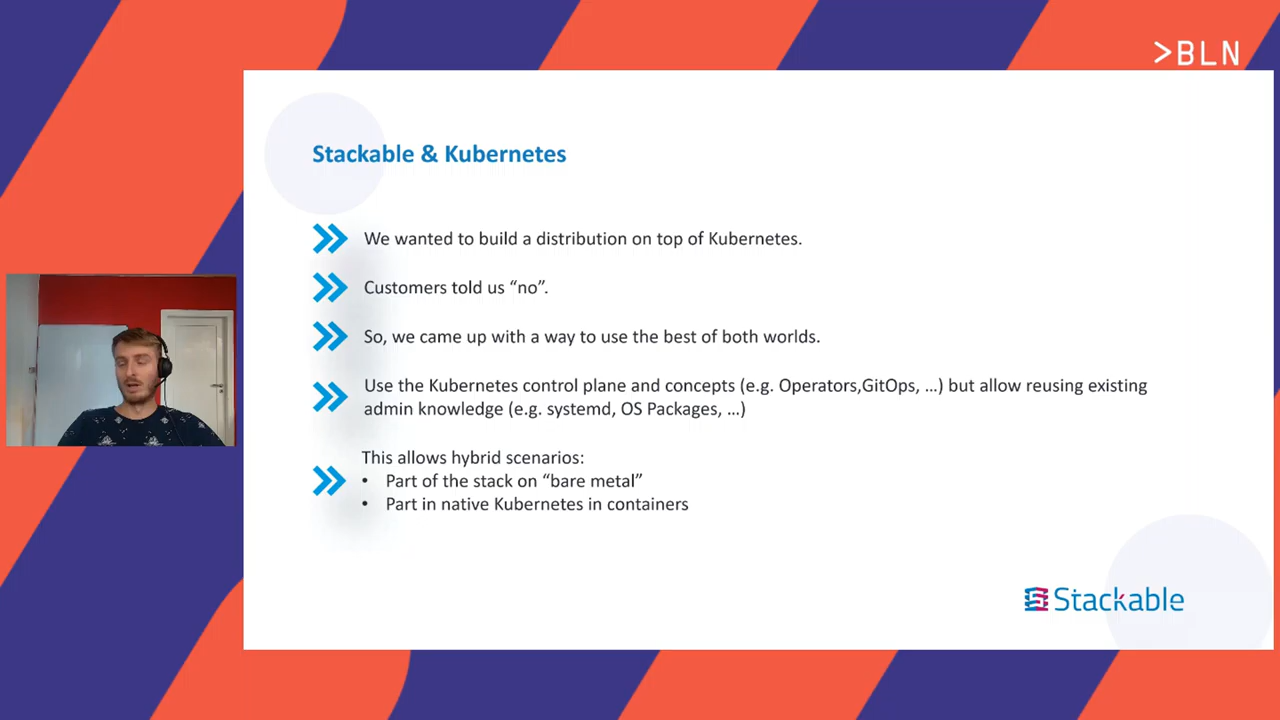 >BLN
Stackable & Kubernetes
We wanted to build a distribution on top of Kubernetes.
Customers told us “no”.
So, we came up with a way to use the best of both worlds.
Use the Kubernetes control plane and concepts (e.g. Operators,GitOps, …) but allow reusing existing
admin knowledge (e.g. systemd, OS Packages, …)
This allows hybrid scenarios:
• Part of the stack on “bare metal”
• Part in native Kubernetes in containers
Stackable